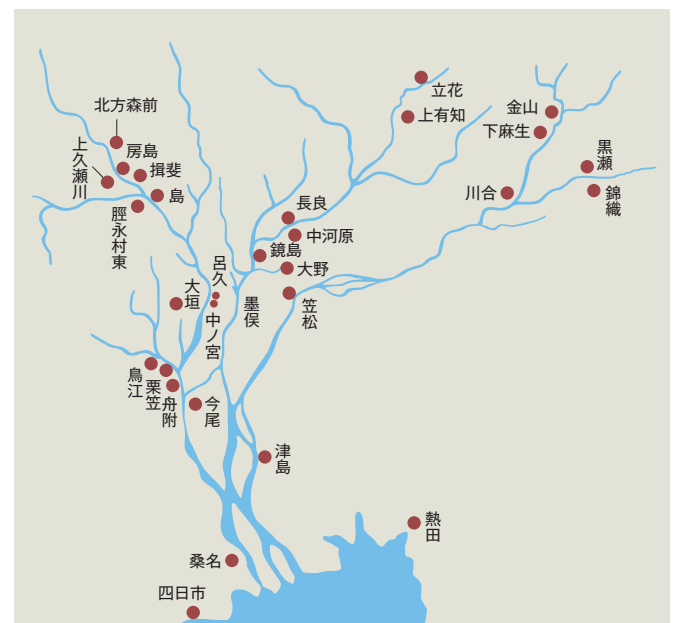 北方森前
上久瀬川
房島
揖斐
島
脛永村東
立花
上有知
金山
下麻生
黒瀬
錦織
川合
長良
中河原
鏡島
大野
呂久
墨俣
大垣
中ノ宮
笠松
烏江
栗笠
舟附
今尾
津島
熱田
桑名
四日市